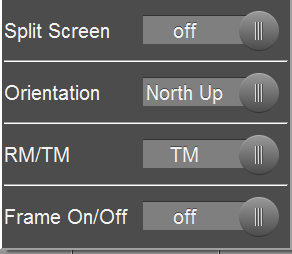 Split Screen off
Orientation North Up
RM/TM TM
Frame On/Off off